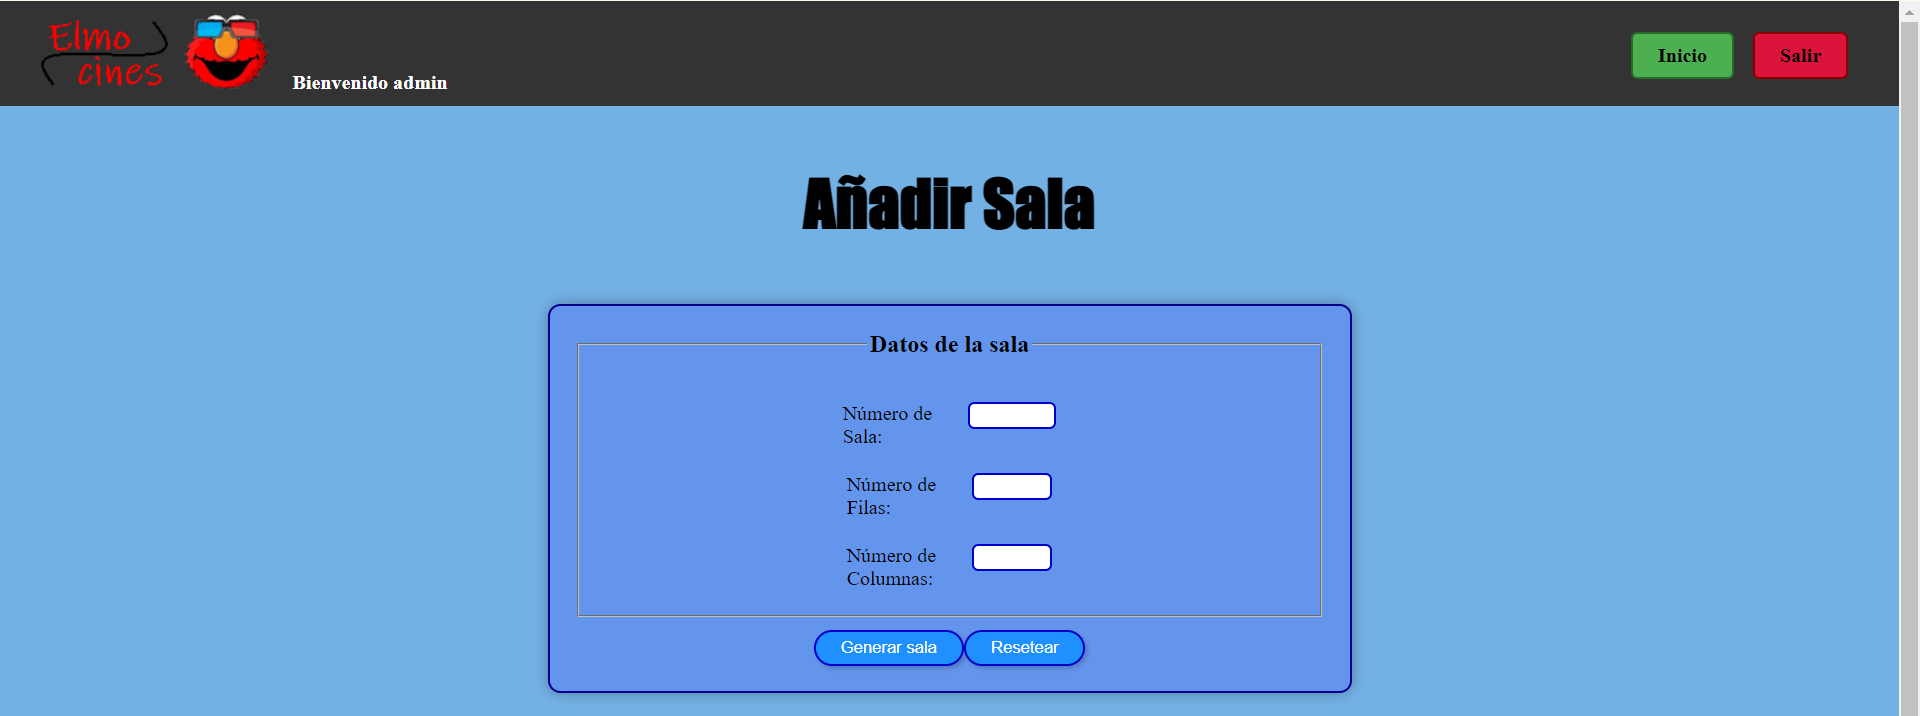 Elmo
cines
Bienvenido admin
Inicio
Salir
Añadir Sala
Datos de la sala
Número de
Sala:
Número de
Filas:
Número de
Columnas:
Generar sala
Resetear